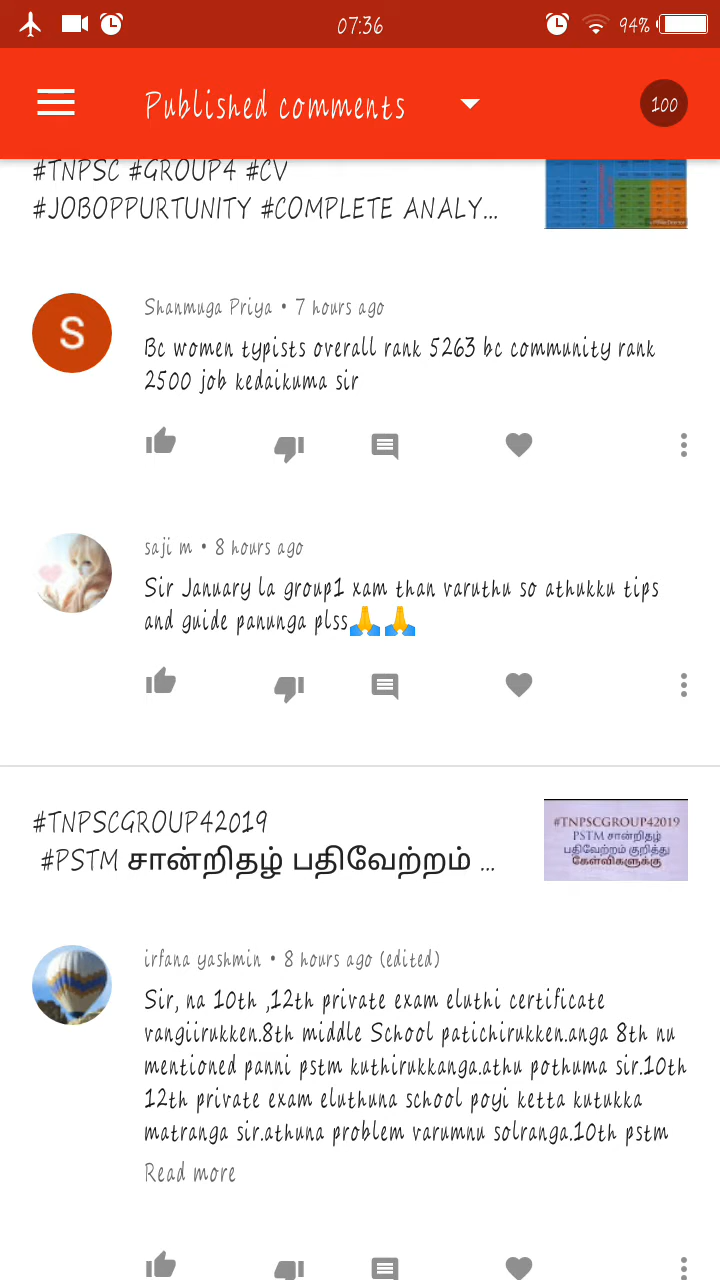 07:36
94%
Published comments
100
#TNPSC #GROUP4 #CV
#JOBOPPURTUNITY #COMPLETE ANALY...
S
Shanmuga Priya • 7 hours ago
Bc women typists overall rank 5263 bc community rank
2500 job kedaikuma sir
saji m • 8 hours ago
Sir January la group1 xam than varuthu so athukku tips
and guide panunga plss🙏🙏
#TNPSCGROUP42019
#PSTM சான்றிதழ் பதிவேற்றம் ...
#TNPSCGROUP42019
PSTM சான்றிதழ்
பதிவேற்றம் குறித்து
கேள்விகளுக்கு
irfana yashmin • 8 hours ago (edited)
Sir, na 10th ,12th private exam eluthi certificate
vangiirukken.8th middle School patichirukken.anga 8th nu
mentioned panni pstm kuthirukkanga.athu pothuma sir.10th
12th private exam eluthuna school poyi ketta kutukka
matranga sir.athuna problem varumnu solranga.10th pstm
Read more